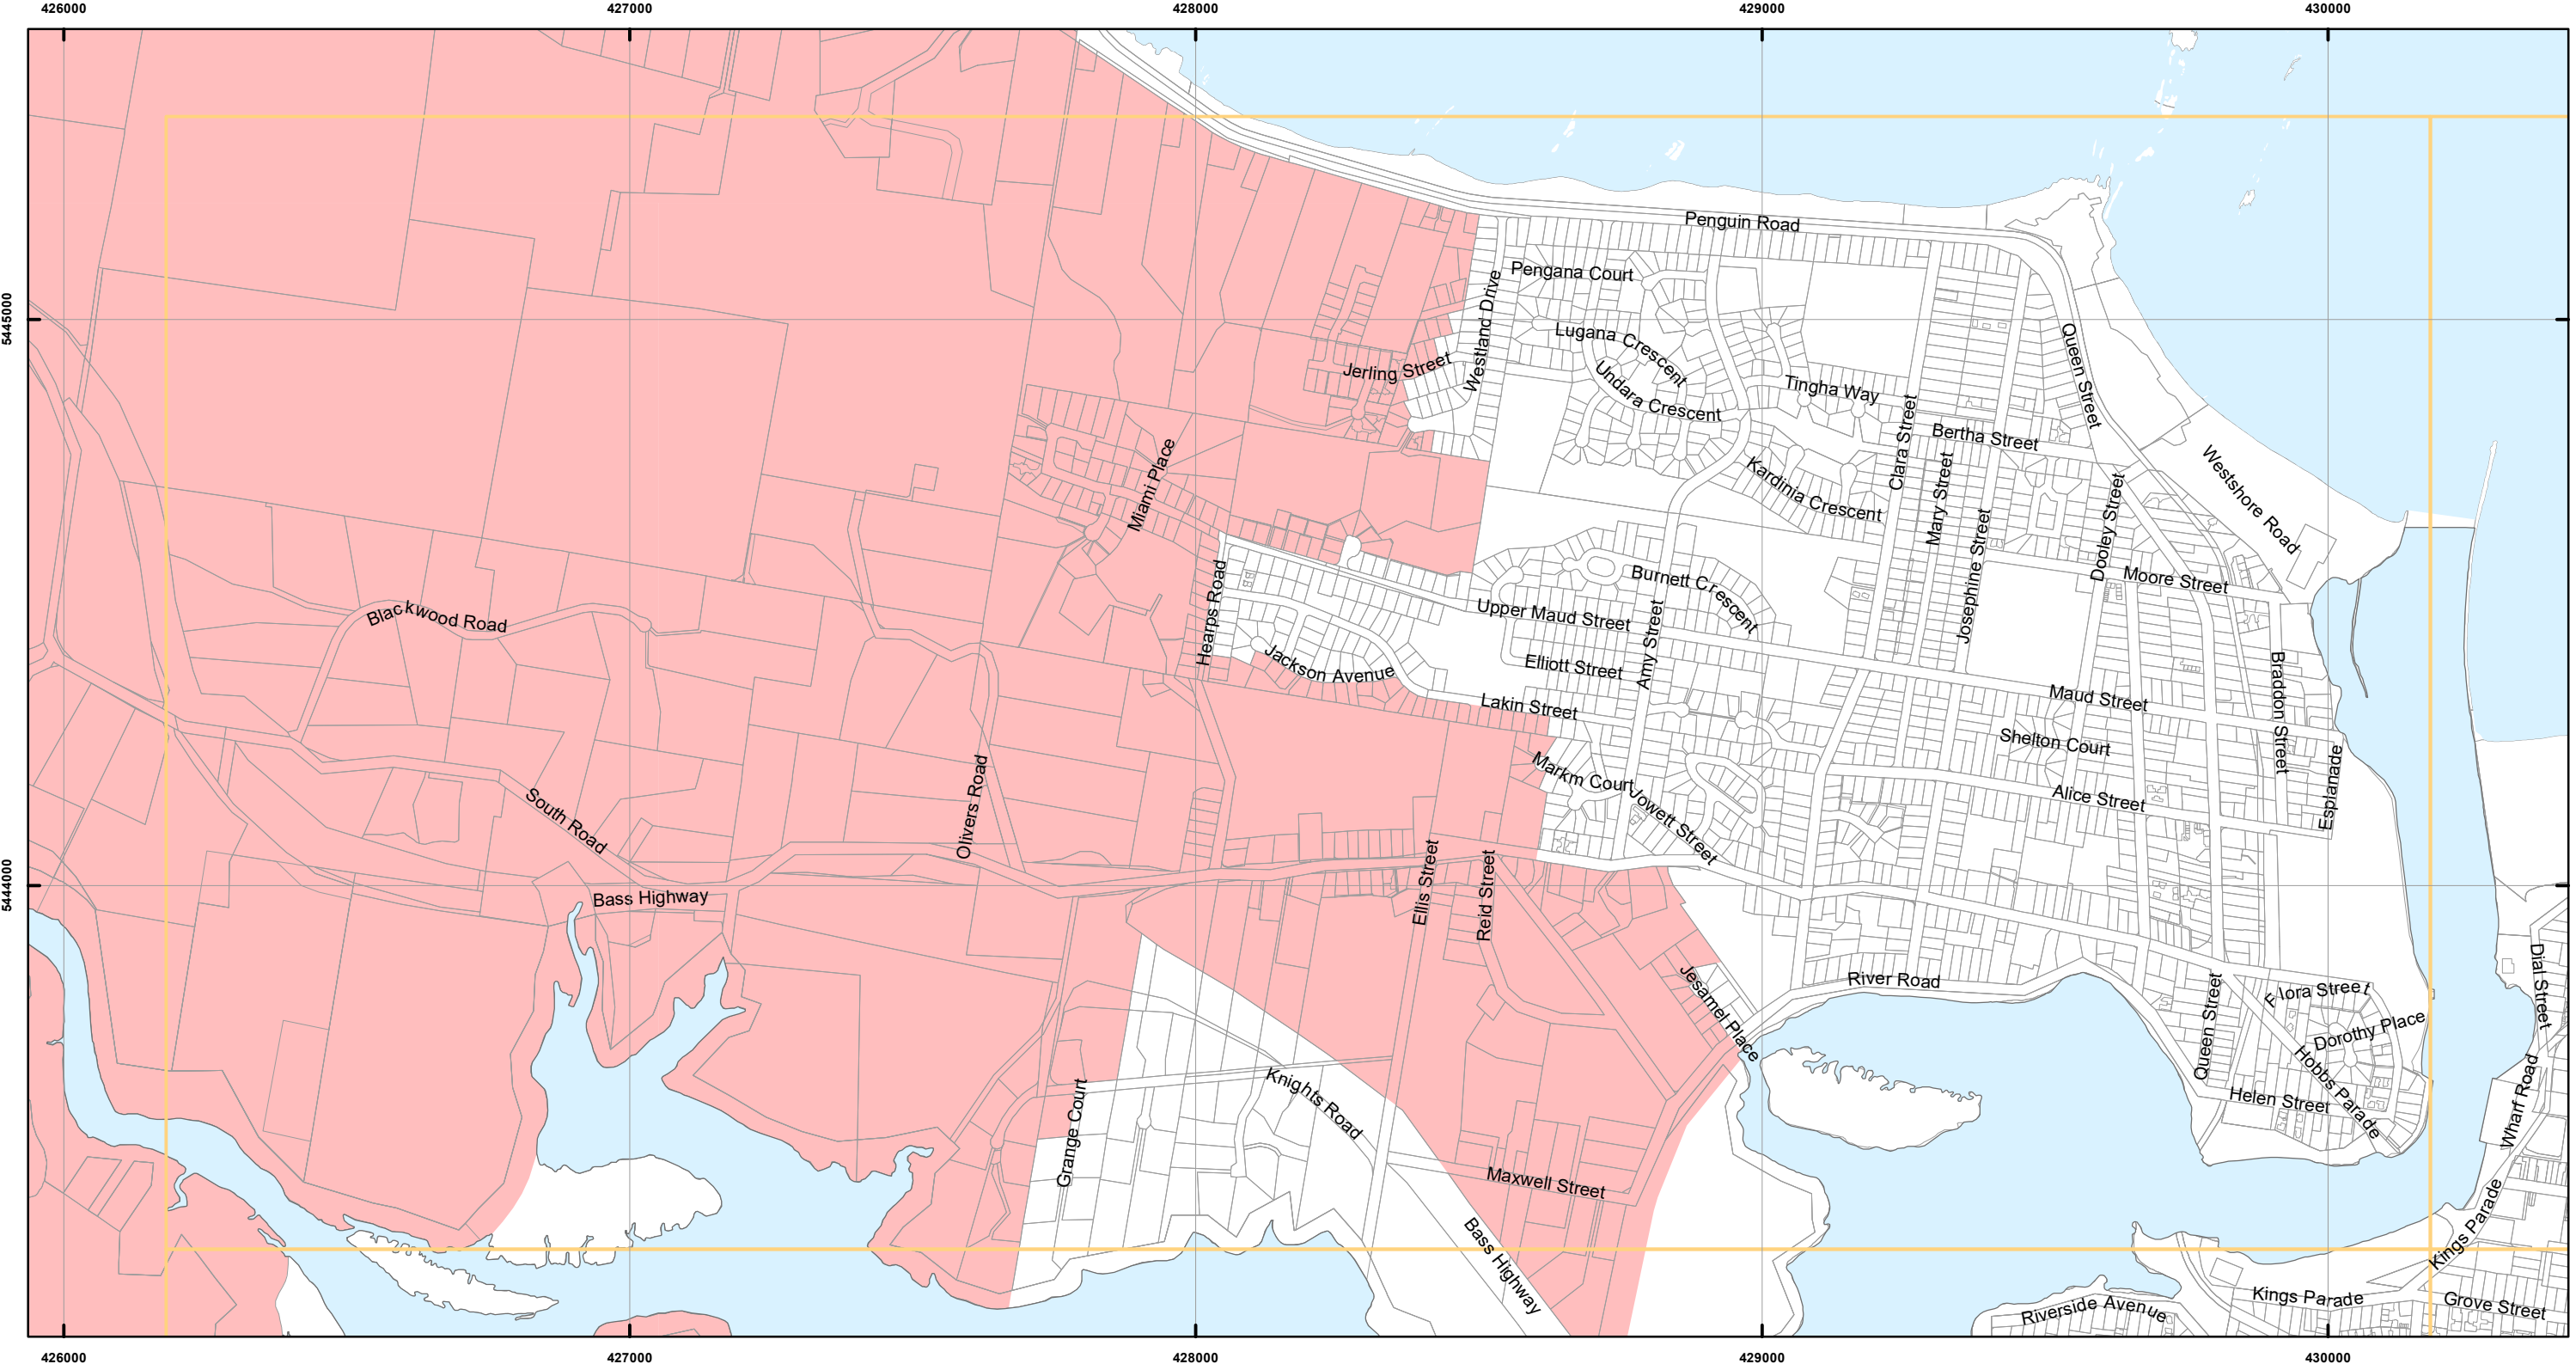 426000
427000
428000
429000
430000
Penguin Road
Pengana Court
Westland Drive
5445000
Lugana Crescent
Queen Street
Jerling Street
Undara Crescent
Tingha Way
Clara Street
Bertha Street
Miami Place
Kardinia Crescent
Mary Street
Westshore Road
Josephine Street
Dooley Street
Moore Street
Hearps Road
Burnett Crescent
Blackwood Road
Upper Maud Street
Amy Street
Jackson Avenue
Elliott Street
Lakin Street
Maud Street
Braddon Street
Shelton Court
Markm Court
Esplanade
South Road
Olivers Road
Jowett Street
Alice Street
5444000
Bass Highway
Ellis Street
Reid Street
Jesamel Place
River Road
Queen Street
Flora Street
Dial Street
Dorothy Place
Hobbs Parade
Knights Road
Grange Court
Helen Street
Wharf Road
Maxwell Street
Bass Highway
Kings Parade
Kings Parade
Riverside Avenue
Grove Street
426000
427000
428000
429000
430000